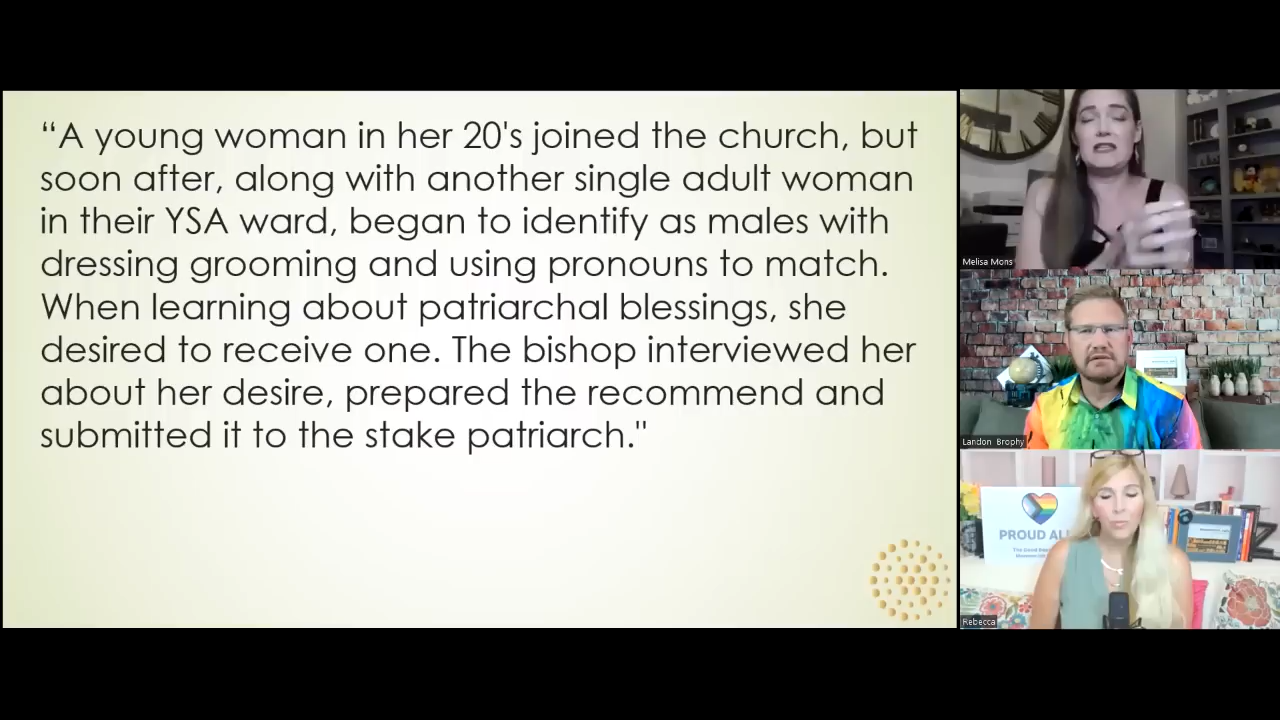 “A young woman in her 20's joined the church, but
soon after, along with another single adult woman
in their YSA ward, began to identify as males with
dressing grooming and using pronouns to match.
When learning about patriarchal blessings, she
desired to receive one. The bishop interviewed her
about her desire, prepared the recommend and
submitted it to the stake patriarch."
Melisa Mons
Landon Brophy
PROUD AL
Rebecca